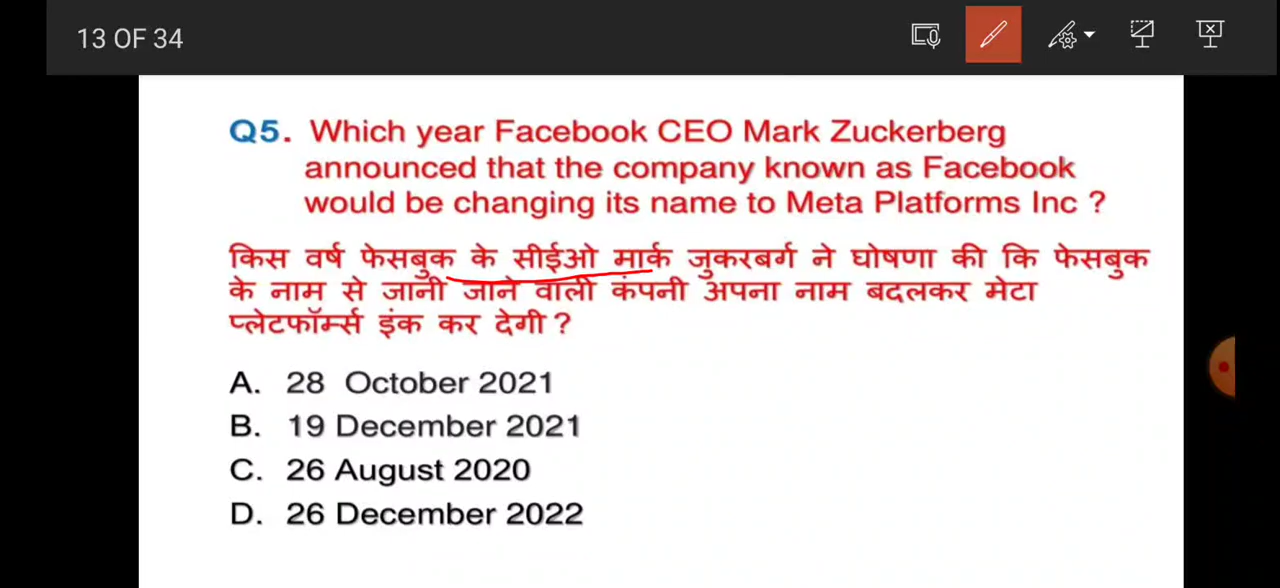 13 OF 34
Q5. Which year Facebook CEO Mark Zuckerberg
announced that the company known as Facebook
would be changing its name to Meta Platforms Inc ?
किस वर्ष फेसबुक के सीईओ मार्क जुकरबर्ग ने घोषणा की कि फेसबुक
के नाम से जानी जाने वाली कंपनी अपना नाम बदलकर मेटा
प्लेटफॉर्म्स इंक कर देगी ?
A. 28 October 2021
B. 19 December 2021
C. 26 August 2020
D. 26 December 2022